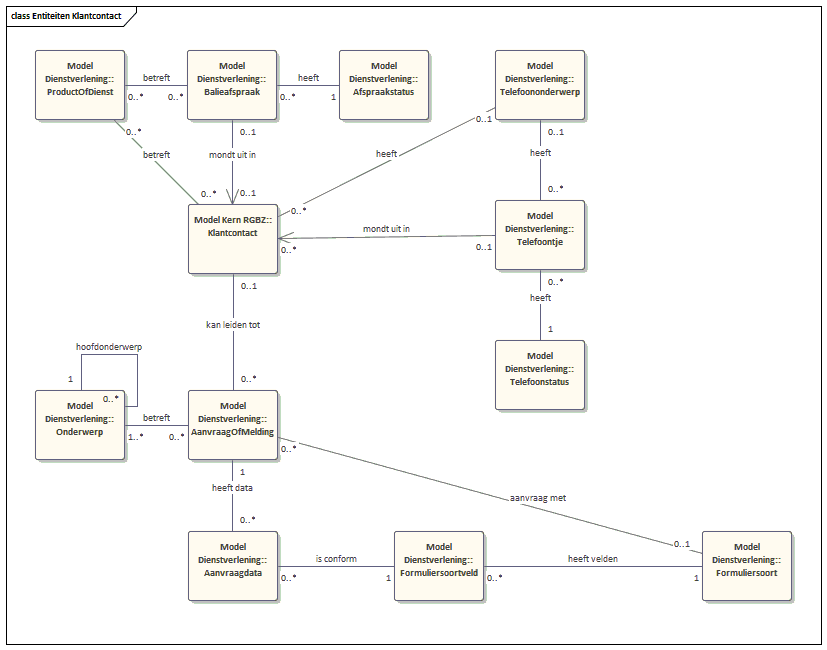 class Entiteiten Klantcontact
Model
Dienstverlening::
ProductOfDienst
betreft
0..*
0..*
Model
Dienstverlening::
Balieafspraak
heeft
0..*
1
Model
Dienstverlening::
Afspraakstatus
Model
Dienstverlening::
Telefoononderwerp
0..*
betreft
0..*
0..1
mondt uit in
0..1
0..1
heeft
0..*
0..1
heeft
0..*
Model Kern RGBZ::
Klantcontact
mondt uit in
0..*
0..1
Model
Dienstverlening::
Telefoontje
0..*
heeft
1
0..1
kan leiden tot
0..*
Model
Dienstverlening::
Telefoonstatus
hoofdonderwerp
1
0..*
Model
Dienstverlening::
Onderwerp
betreft
1..*
0..*
Model
Dienstverlening::
AanvraagOfMelding
0..*
aanvraag met
0..1
1
heeft data
0..*
Model
Dienstverlening::
Aanvraagdata
is conform
0..*
1
Model
Dienstverlening::
Formuliersoortveld
heeft velden
0..*
1
Model
Dienstverlening::
Formuliersoort